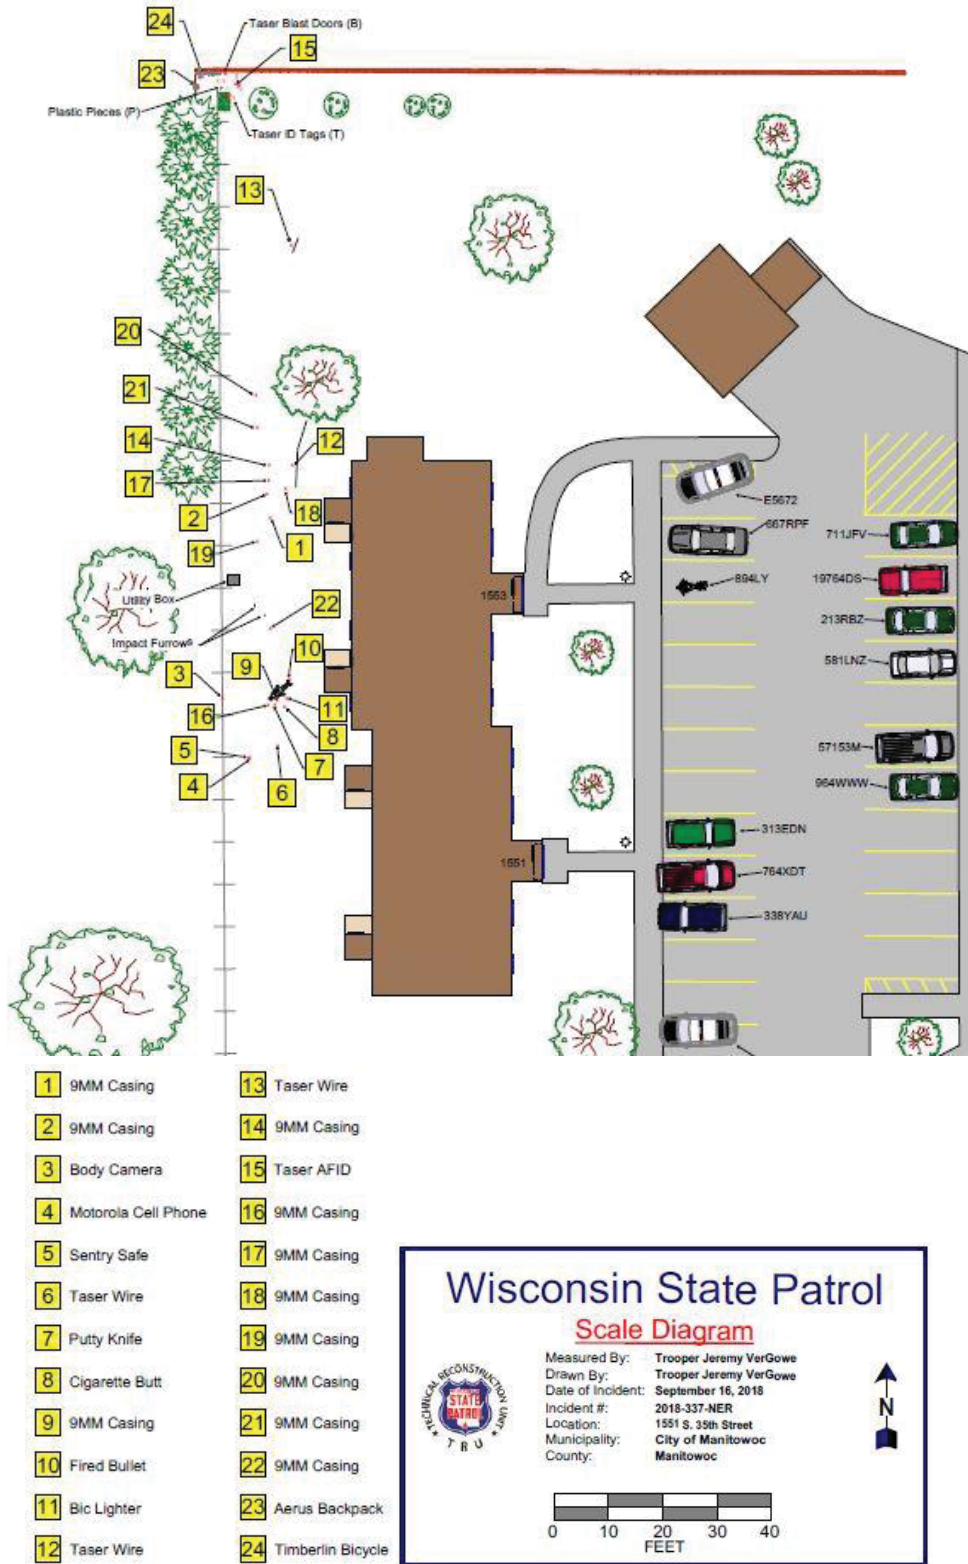 24
Taser Blast Doors (B)
15
23
Plastic Pieces (P)
Taser ID Tags (T)
13
20
21
12
14
17
E5672
2
18
667RPF
711JFV
1
19
894LY
19764DS
Utility Box
1553
22
213RBZ
Impact Furrows
10
581LNZ
9
3
11
16
8
5
57153M
7
4
6
964WWW
313EDN
1551
764XDT
338YAU
1 9MM Casing
2 9MM Casing
3 Body Camera
4 Motorola Cell Phone
5 Sentry Safe
6 Taser Wire
7 Putty Knife
8 Cigarette Butt
9 9MM Casing
10 Fired Bullet
11 Bic Lighter
12 Taser Wire
13 Taser Wire
14 9MM Casing
15 Taser AFID
16 9MM Casing
17 9MM Casing
18 9MM Casing
19 9MM Casing
20 9MM Casing
21 9MM Casing
22 9MM Casing
23 Aerus Backpack
24 Timberlin Bicycle
Wisconsin State Patrol
Scale Diagram
Measured By: Trooper Jeremy VerGowe
Drawn By: Trooper Jeremy VerGowe
Date of Incident: September 16, 2018
Incident #: 2018-337-NER
Location: 1551 S. 35th Street
Municipality: City of Manitowoc
County: Manitowoc
TECHNICAL RECONSTRUCTION UNIT
STATE
PATROL
TRU
N
0 10 20 30 40
FEET